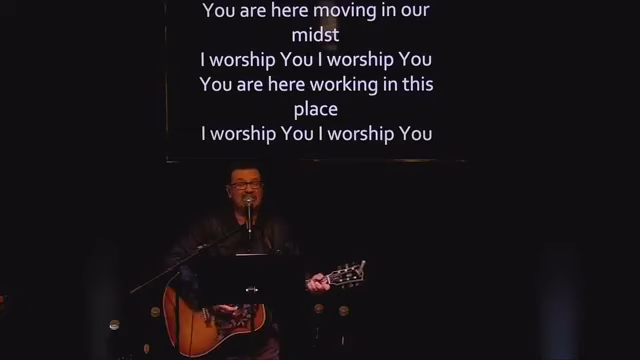 You are here moving in our
midst
I worship You I worship You
You are here working in this
place
I worship You I worship You